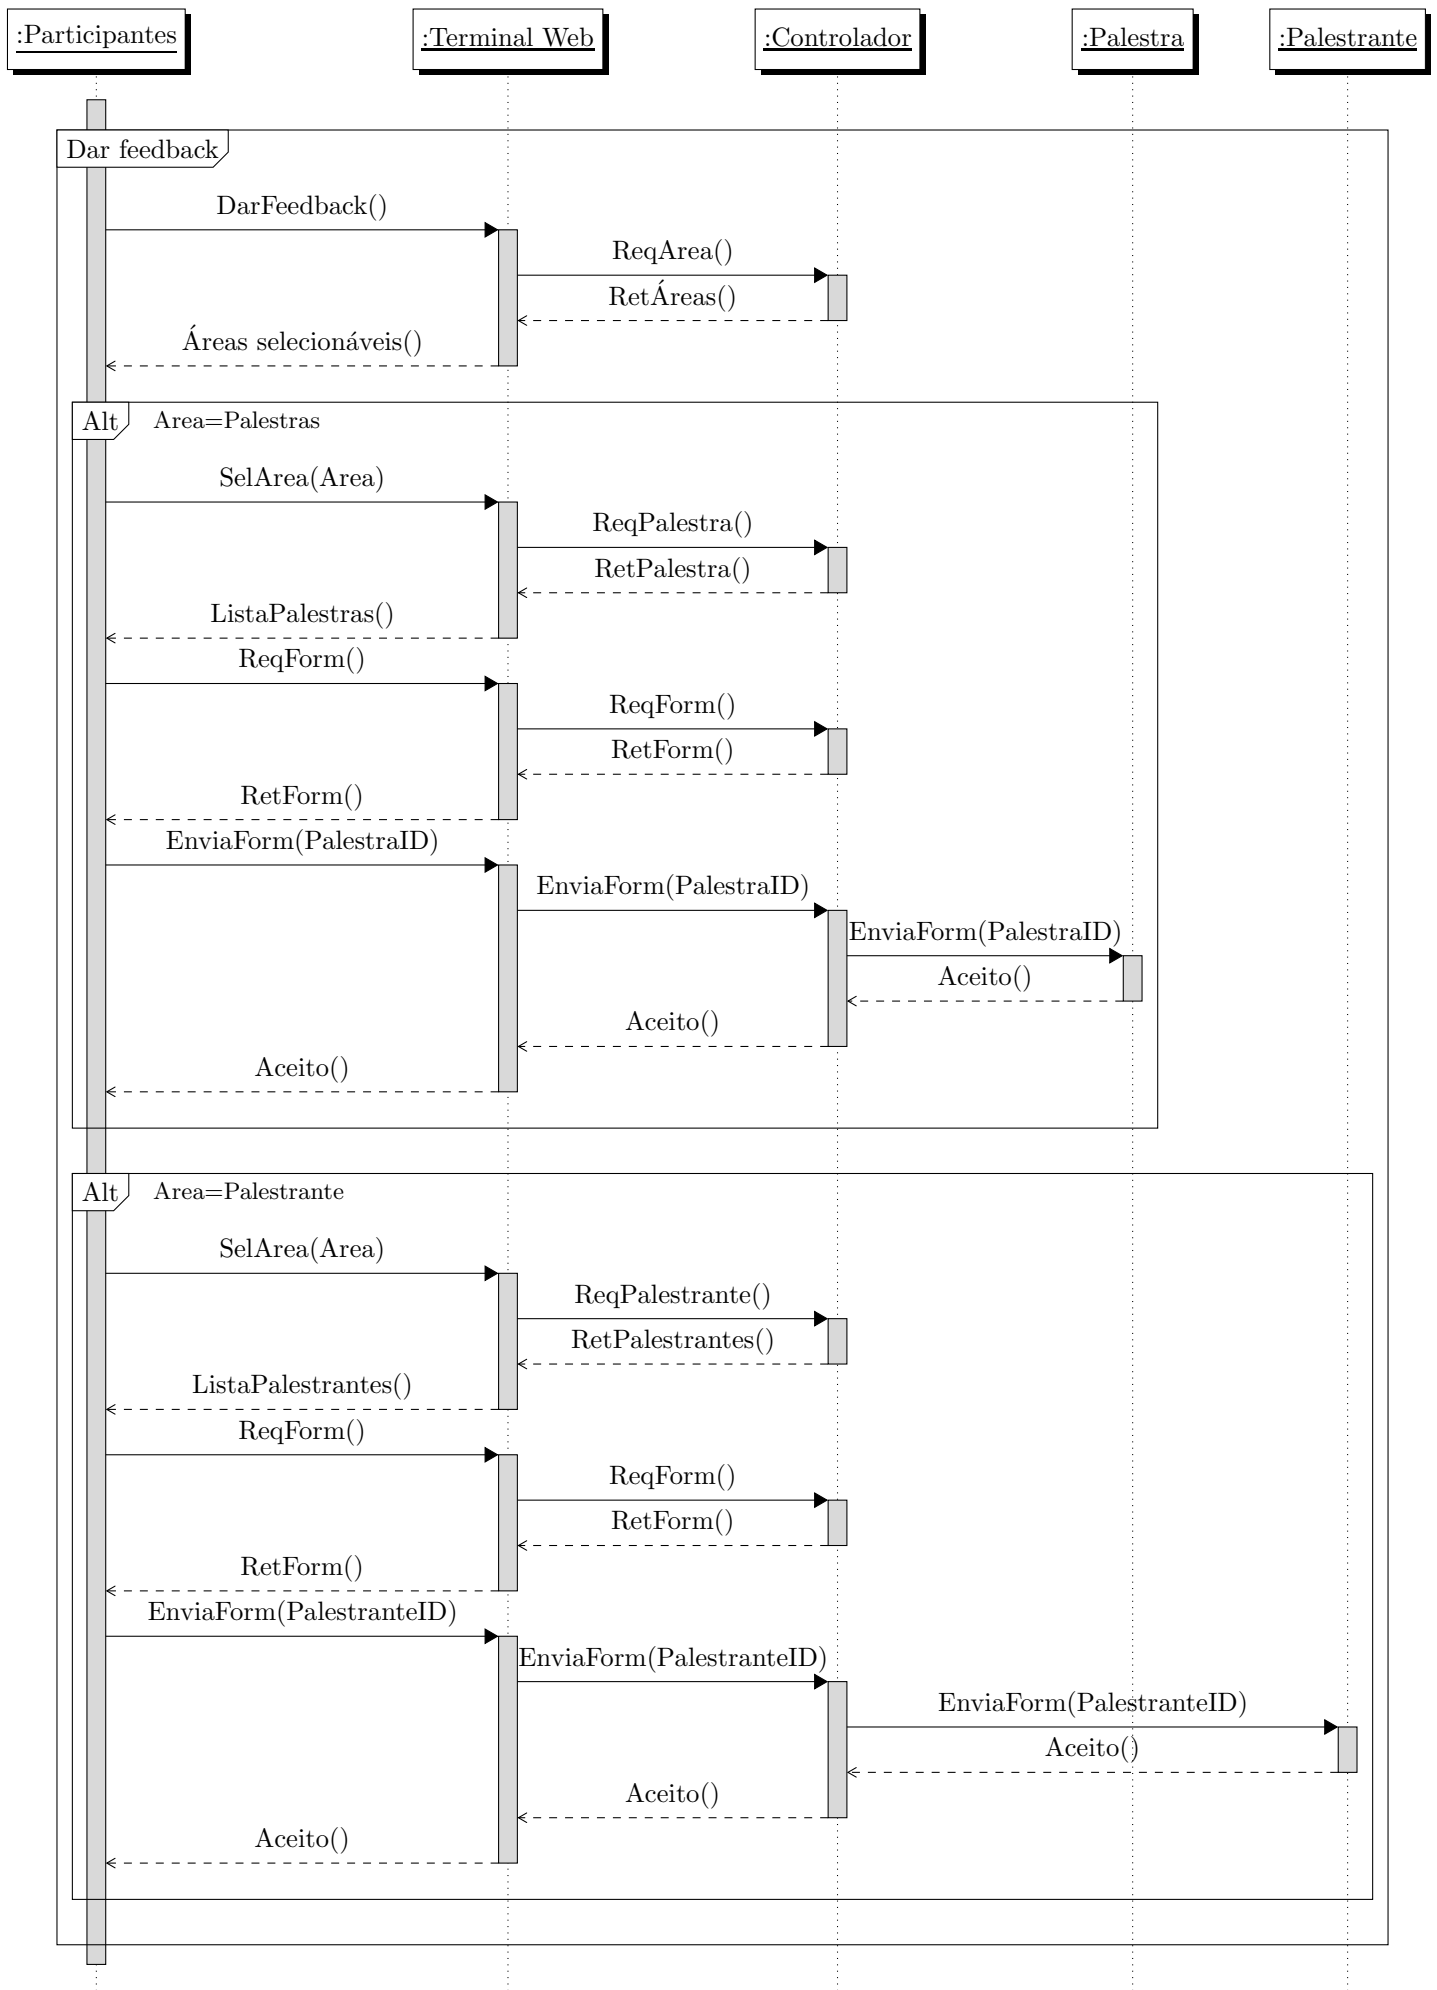 :Participantes
:Terminal Web
:Controlador
:Palestra
:Palestrante
Dar feedback
DarFeedback()
ReqArea()
RetÁreas()
Áreas selecionáveis()
Alt Area=Palestras
SelArea(Area)
ReqPalestra()
RetPalestra()
ListaPalestras()
ReqForm()
ReqForm()
RetForm()
RetForm()
EnviaForm(PalestraID)
EnviaForm(PalestraID)
EnviaForm(PalestraID)
Aceito()
Aceito()
Aceito()
Alt Area=Palestrante
SelArea(Area)
ReqPalestrante()
RetPalestrantes()
ListaPalestrantes()
ReqForm()
ReqForm()
RetForm()
RetForm()
EnviaForm(PalestranteID)
EnviaForm(PalestranteID)
EnviaForm(PalestranteID)
Aceito()
Aceito()
Aceito()